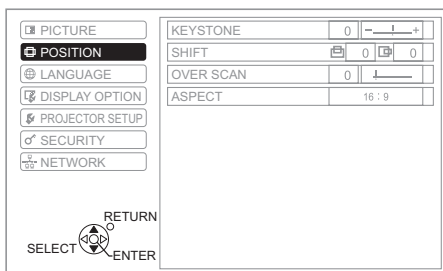 PICTURE
POSITION
LANGUAGE
DISPLAY OPTION
PROJECTOR SETUP
SECURITY
NETWORK
KEYSTONE 0 - +
SHIFT 0 0
OVER SCAN 0
ASPECT 16:9
RETURN
SELECT
ENTER